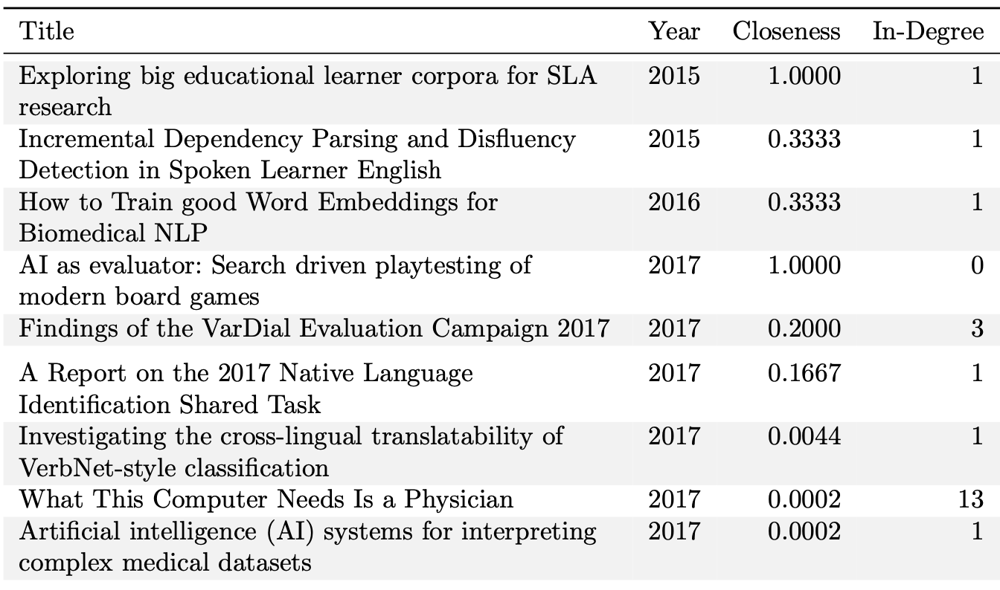 Title Year Closeness In-Degree
Exploring big educational learner corpora for SLA 2015 1.0000 1
research
Incremental Dependency Parsing and Disfluency 2015 0.3333 1
Detection in Spoken Learner English
How to Train good Word Embeddings for 2016 0.3333 1
Biomedical NLP
AI as evaluator: Search driven playtesting of 2017 1.0000 0
modern board games
Findings of the VarDial Evaluation Campaign 2017 2017 0.2000 3
A Report on the 2017 Native Language 2017 0.1667 1
Identification Shared Task
Investigating the cross-lingual translatability of 2017 0.0044 1
VerbNet-style classification
What This Computer Needs Is a Physician 2017 0.0002 13
Artificial intelligence (AI) systems for interpreting 2017 0.0002 1
complex medical datasets